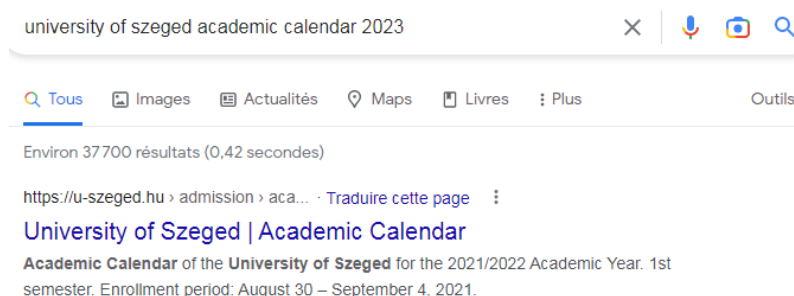 university of szeged academic calendar 2023
Tous Images Actualités Maps Livres Plus Outils
Environ 37 700 résultats (0,42 secondes)
https://u-szeged.hu › admission › aca... · Traduire cette page
University of Szeged | Academic Calendar
Academic Calendar of the University of Szeged for the 2021/2022 Academic Year. 1st
semester. Enrollment period: August 30 – September 4, 2021.